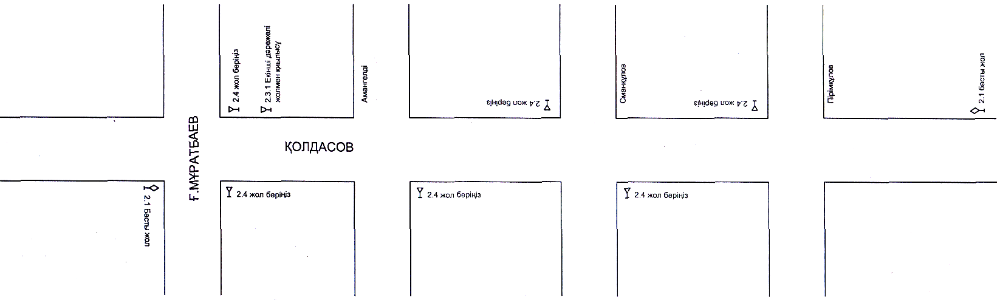 2.4 жол беріңіз
2.3.1 Екінші дәрежелі
жолмен қиылысу
Амангелді
2.4 жол беріңіз
Сманқұлов
2.4 жол беріңіз
Пірімқұлов
2.1 басты жол
Ғ.МҰРАТБАЕВ
ҚОЛДАСОВ
2.1 Басты жол
2.4 жол беріңіз
2.4 жол беріңіз
2.4 жол беріңіз